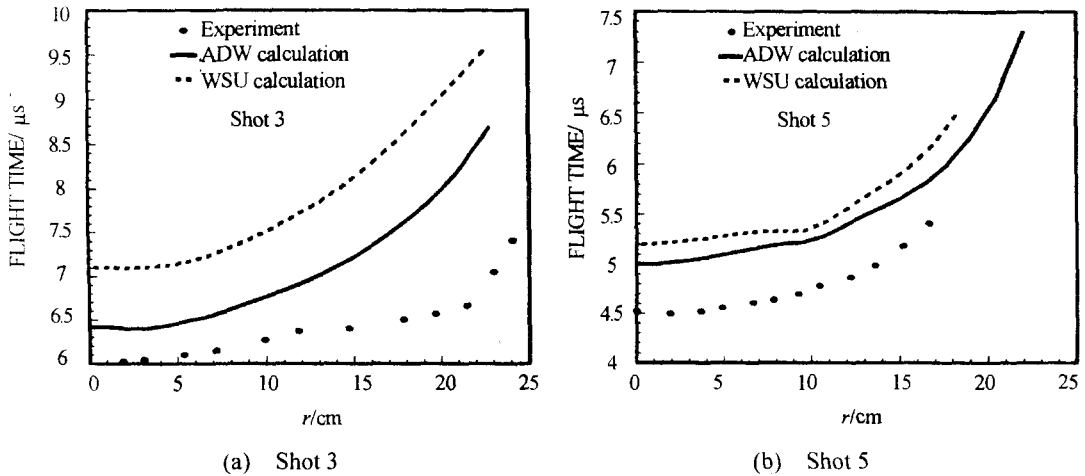 10
9.5
9
8.5
8
7.5
7
6.5
6
FLIGHT TIME/ μs
Experiment
ADW calculation
WSU calculation
Shot 3
0 5 10 15 20 25
r/cm
(a) Shot 3
7.5
7
6.5
6
5.5
5
4.5
4
FLIGHT TIME/ μs
Experiment
ADW calculation
WSU calculation
Shot 5
0 5 10 15 20 25
r/cm
(b) Shot 5